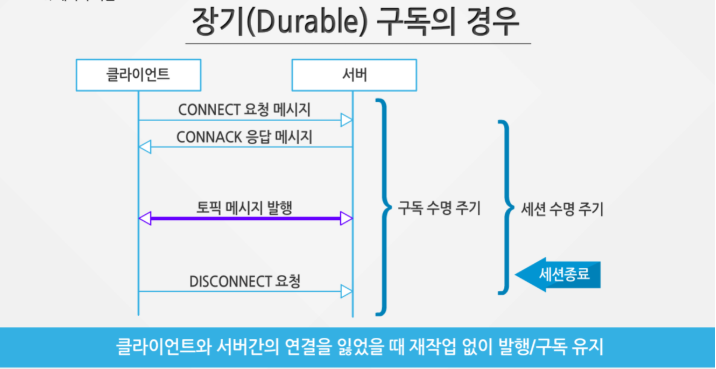 장기(Durable) 구독의 경우
클라이언트
서버
CONNECT 요청 메시지
CONNACK 응답 메시지
토픽 메시지 발행
구독 수명 주기
세션 수명 주기
세션종료
DISCONNECT 요청
클라이언트와 서버간의 연결을 잃었을 때 재작업 없이 발행/구독 유지